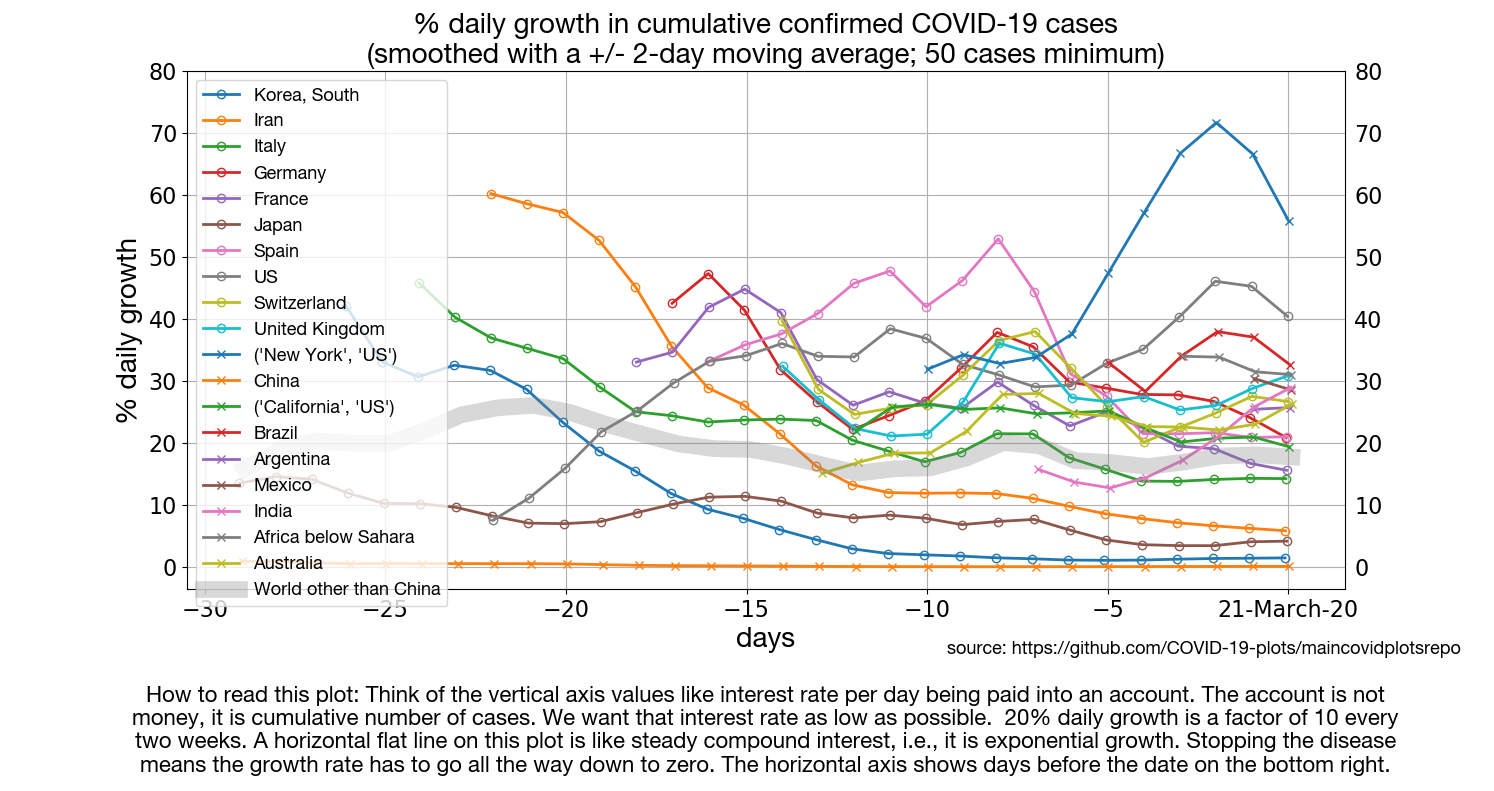 % daily growth in cumulative confirmed COVID-19 cases
(smoothed with a +/- 2-day moving average; 50 cases minimum)
80
70
60
50
40
30
20
10
0
% daily growth
Korea, South
Iran
Italy
Germany
France
Japan
Spain
US
Switzerland
United Kingdom
('New York', 'US')
China
('California', 'US')
Brazil
Argentina
Mexico
India
Africa below Sahara
Australia
World other than China
80
70
60
50
40
30
20
10
0
−30 −25 −20 −15 −10 −5 21-March-20
days
source: https://github.com/COVID-19-plots/maincovidplotsrepo
How to read this plot: Think of the vertical axis values like interest rate per day being paid into an account. The account is not
money, it is cumulative number of cases. We want that interest rate as low as possible.  20% daily growth is a factor of 10 every
two weeks. A horizontal flat line on this plot is like steady compound interest, i.e., it is exponential growth. Stopping the disease
means the growth rate has to go all the way down to zero. The horizontal axis shows days before the date on the bottom right.